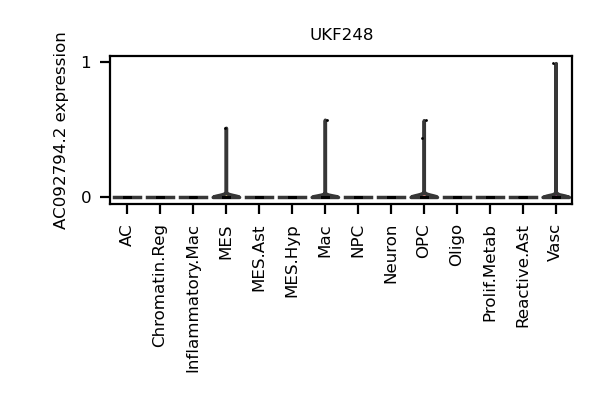 UKF248
AC092794.2 expression
1
0
AC
Chromatin.Reg
Inflammatory.Mac
MES
MES.Ast
MES.Hyp
Mac
NPC
Neuron
OPC
Oligo
Prolif.Metab
Reactive.Ast
Vasc